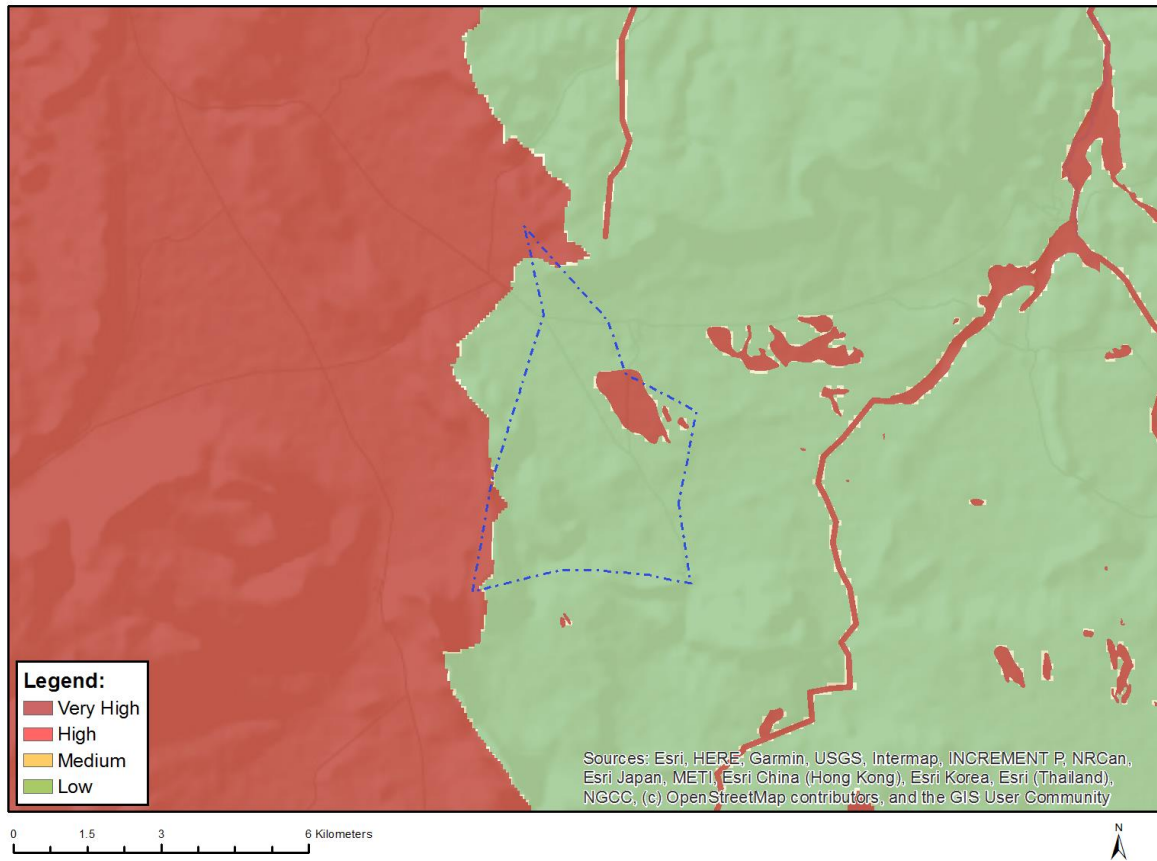 Legend:
Very High
High
Medium
Low
Sources: Esri, HERE, Garmin, USGS, Intermap, INCREMENT P, NRCan,
Esri Japan, METI, Esri China (Hong Kong), Esri Korea, Esri (Thailand),
NGCC, (c) OpenStreetMap contributors, and the GIS User Community
0 1.5 3 6 Kilometers
N